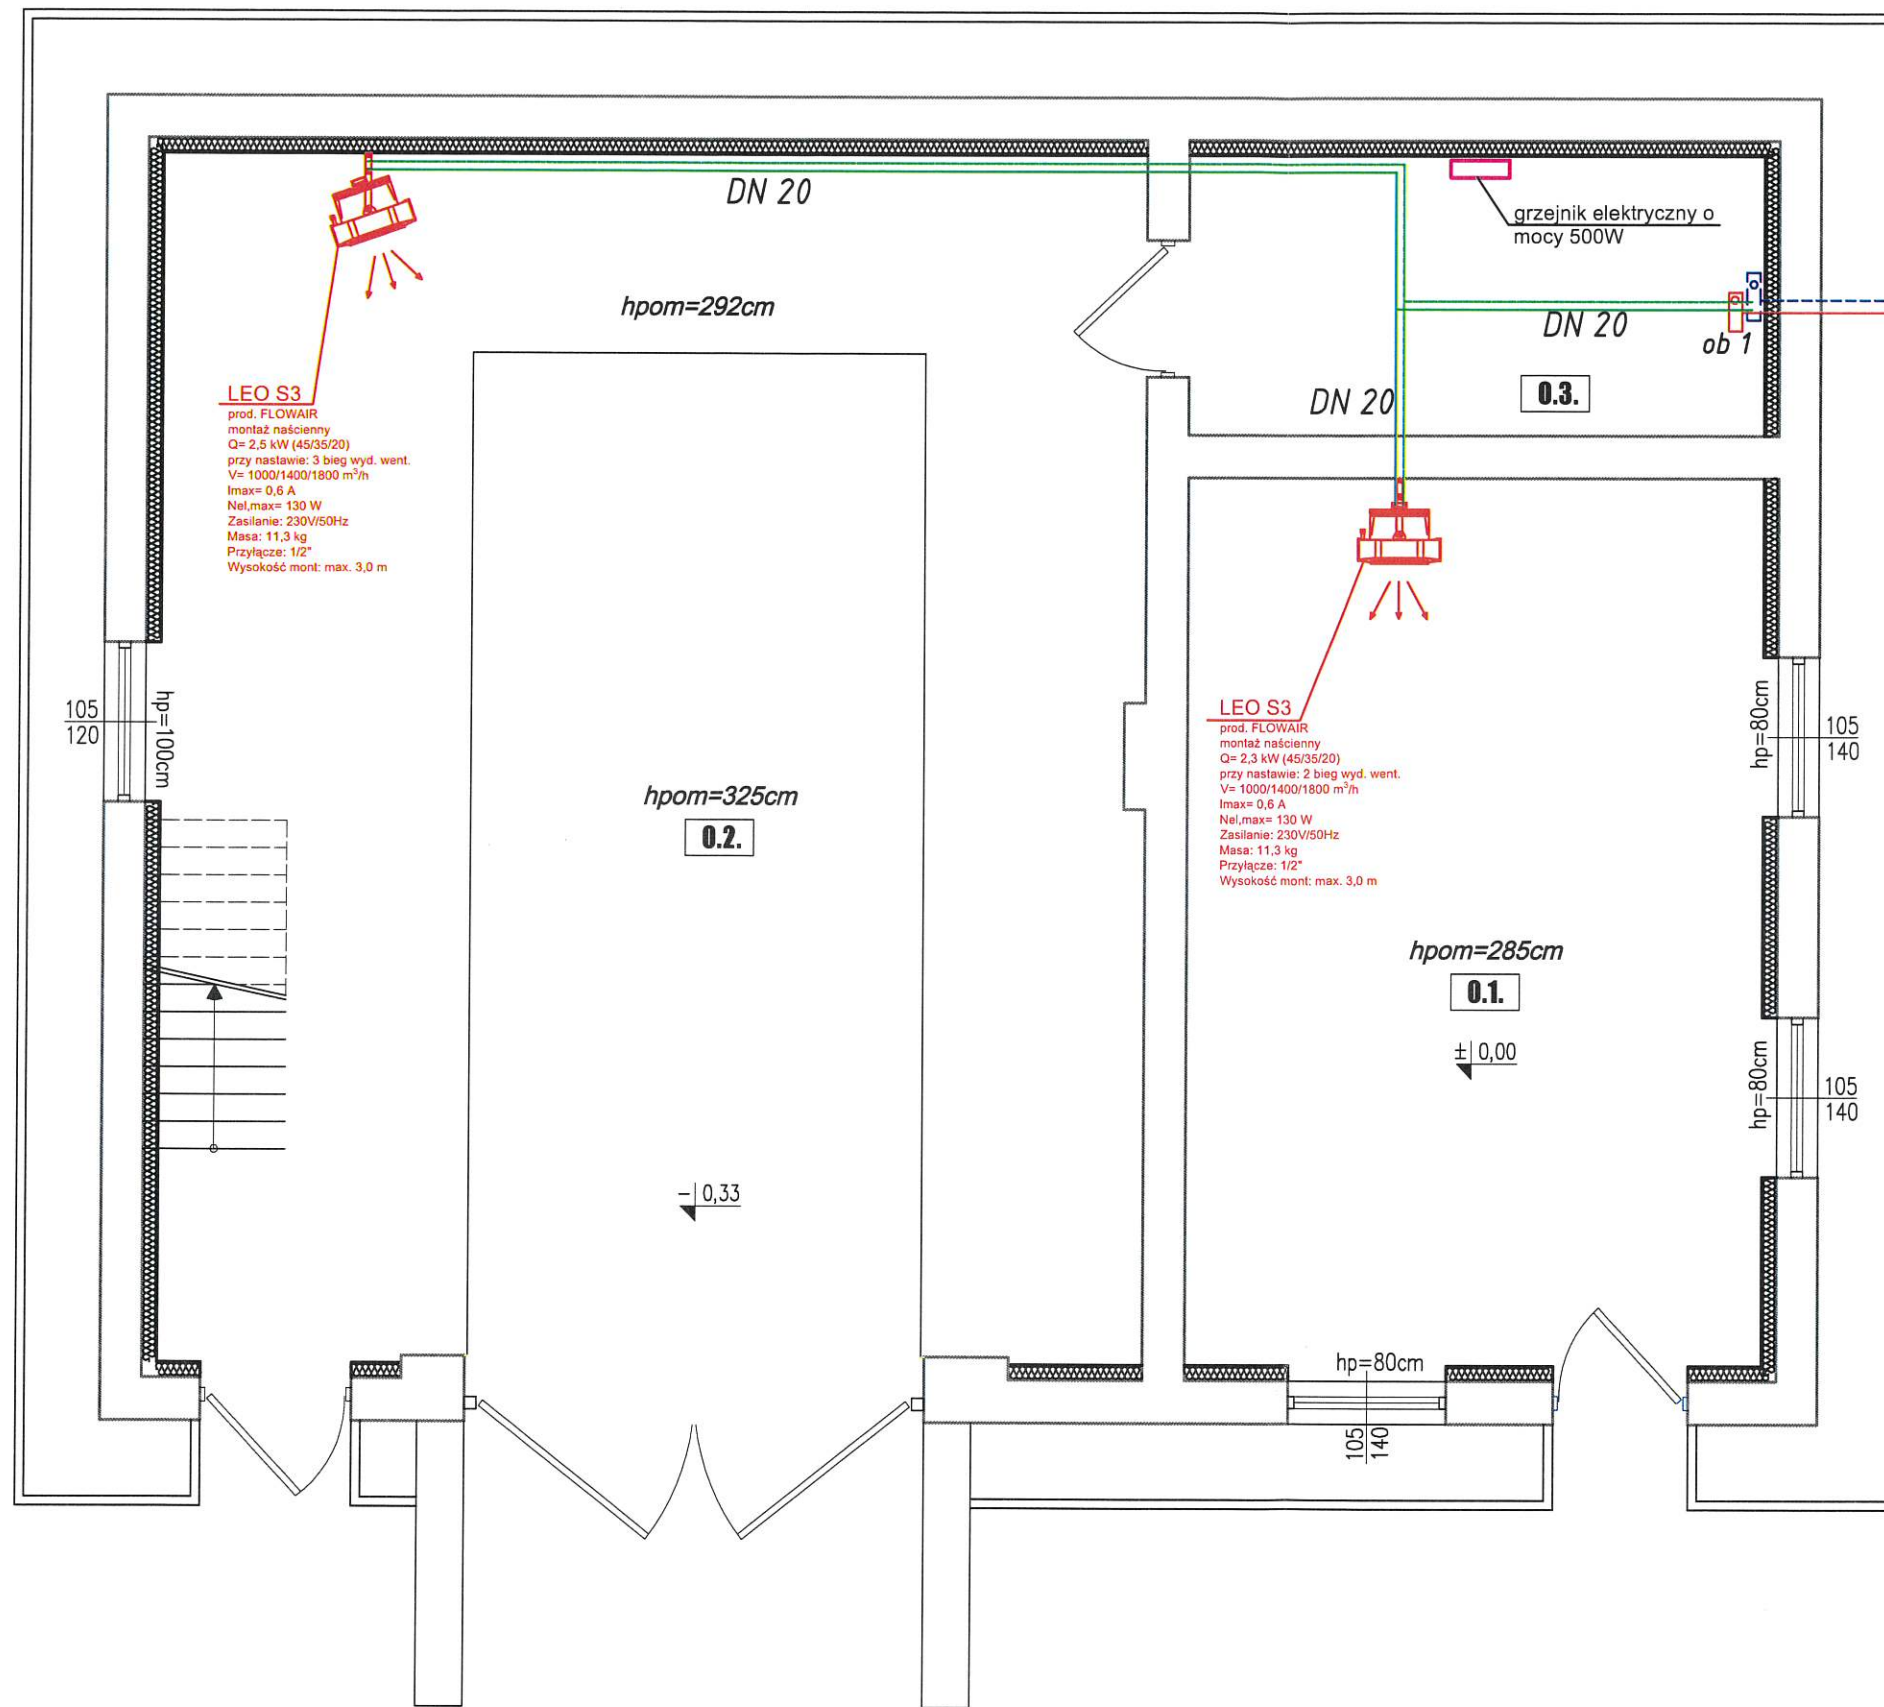 DN 20
grzejnik elektryczny o
mocy 500W
hpom=292cm
DN 20
ob 1
LEO S3
prod. FLOWAIR
montaż naścienny
Q= 2,5 kW (45/35/20)
przy nastawie: 3 bieg wyd. went.
V= 1000/1400/1800 m³/h
Imax= 0,6 A
Nel,max= 130 W
Zasilanie: 230V/50Hz
Masa: 11,3 kg
Przyłącze: 1/2"
Wysokość mont: max. 3,0 m
DN 20
0.3.
105
120
hp=100cm
LEO S3
prod. FLOWAIR
montaż naścienny
Q= 2,3 kW (45/35/20)
przy nastawie: 2 bieg wyd. went.
V= 1000/1400/1800 m³/h
Imax= 0,6 A
Nel,max= 130 W
Zasilanie: 230V/50Hz
Masa: 11,3 kg
Przyłącze: 1/2"
Wysokość mont: max. 3,0 m
hp=80cm
105
140
hpom=325cm
0.2.
hpom=285cm
0.1.
± 0,00
hp=80cm
105
140
- 0,33
hp=80cm
105
140